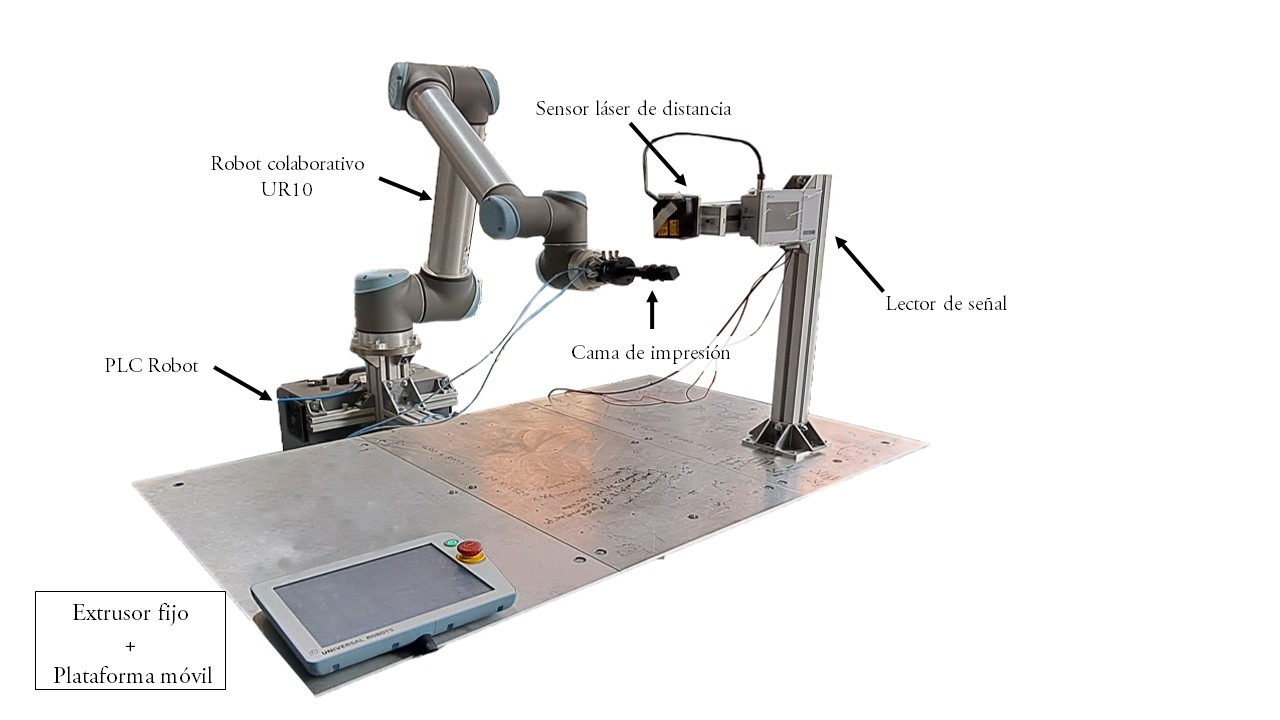 Sensor láser de distancia
Robot colaborativo
UR10
Lector de señal
Cama de impresión
PLC Robot
Extrusor fijo
+
Plataforma móvil
UNIVERSAL ROBOTS